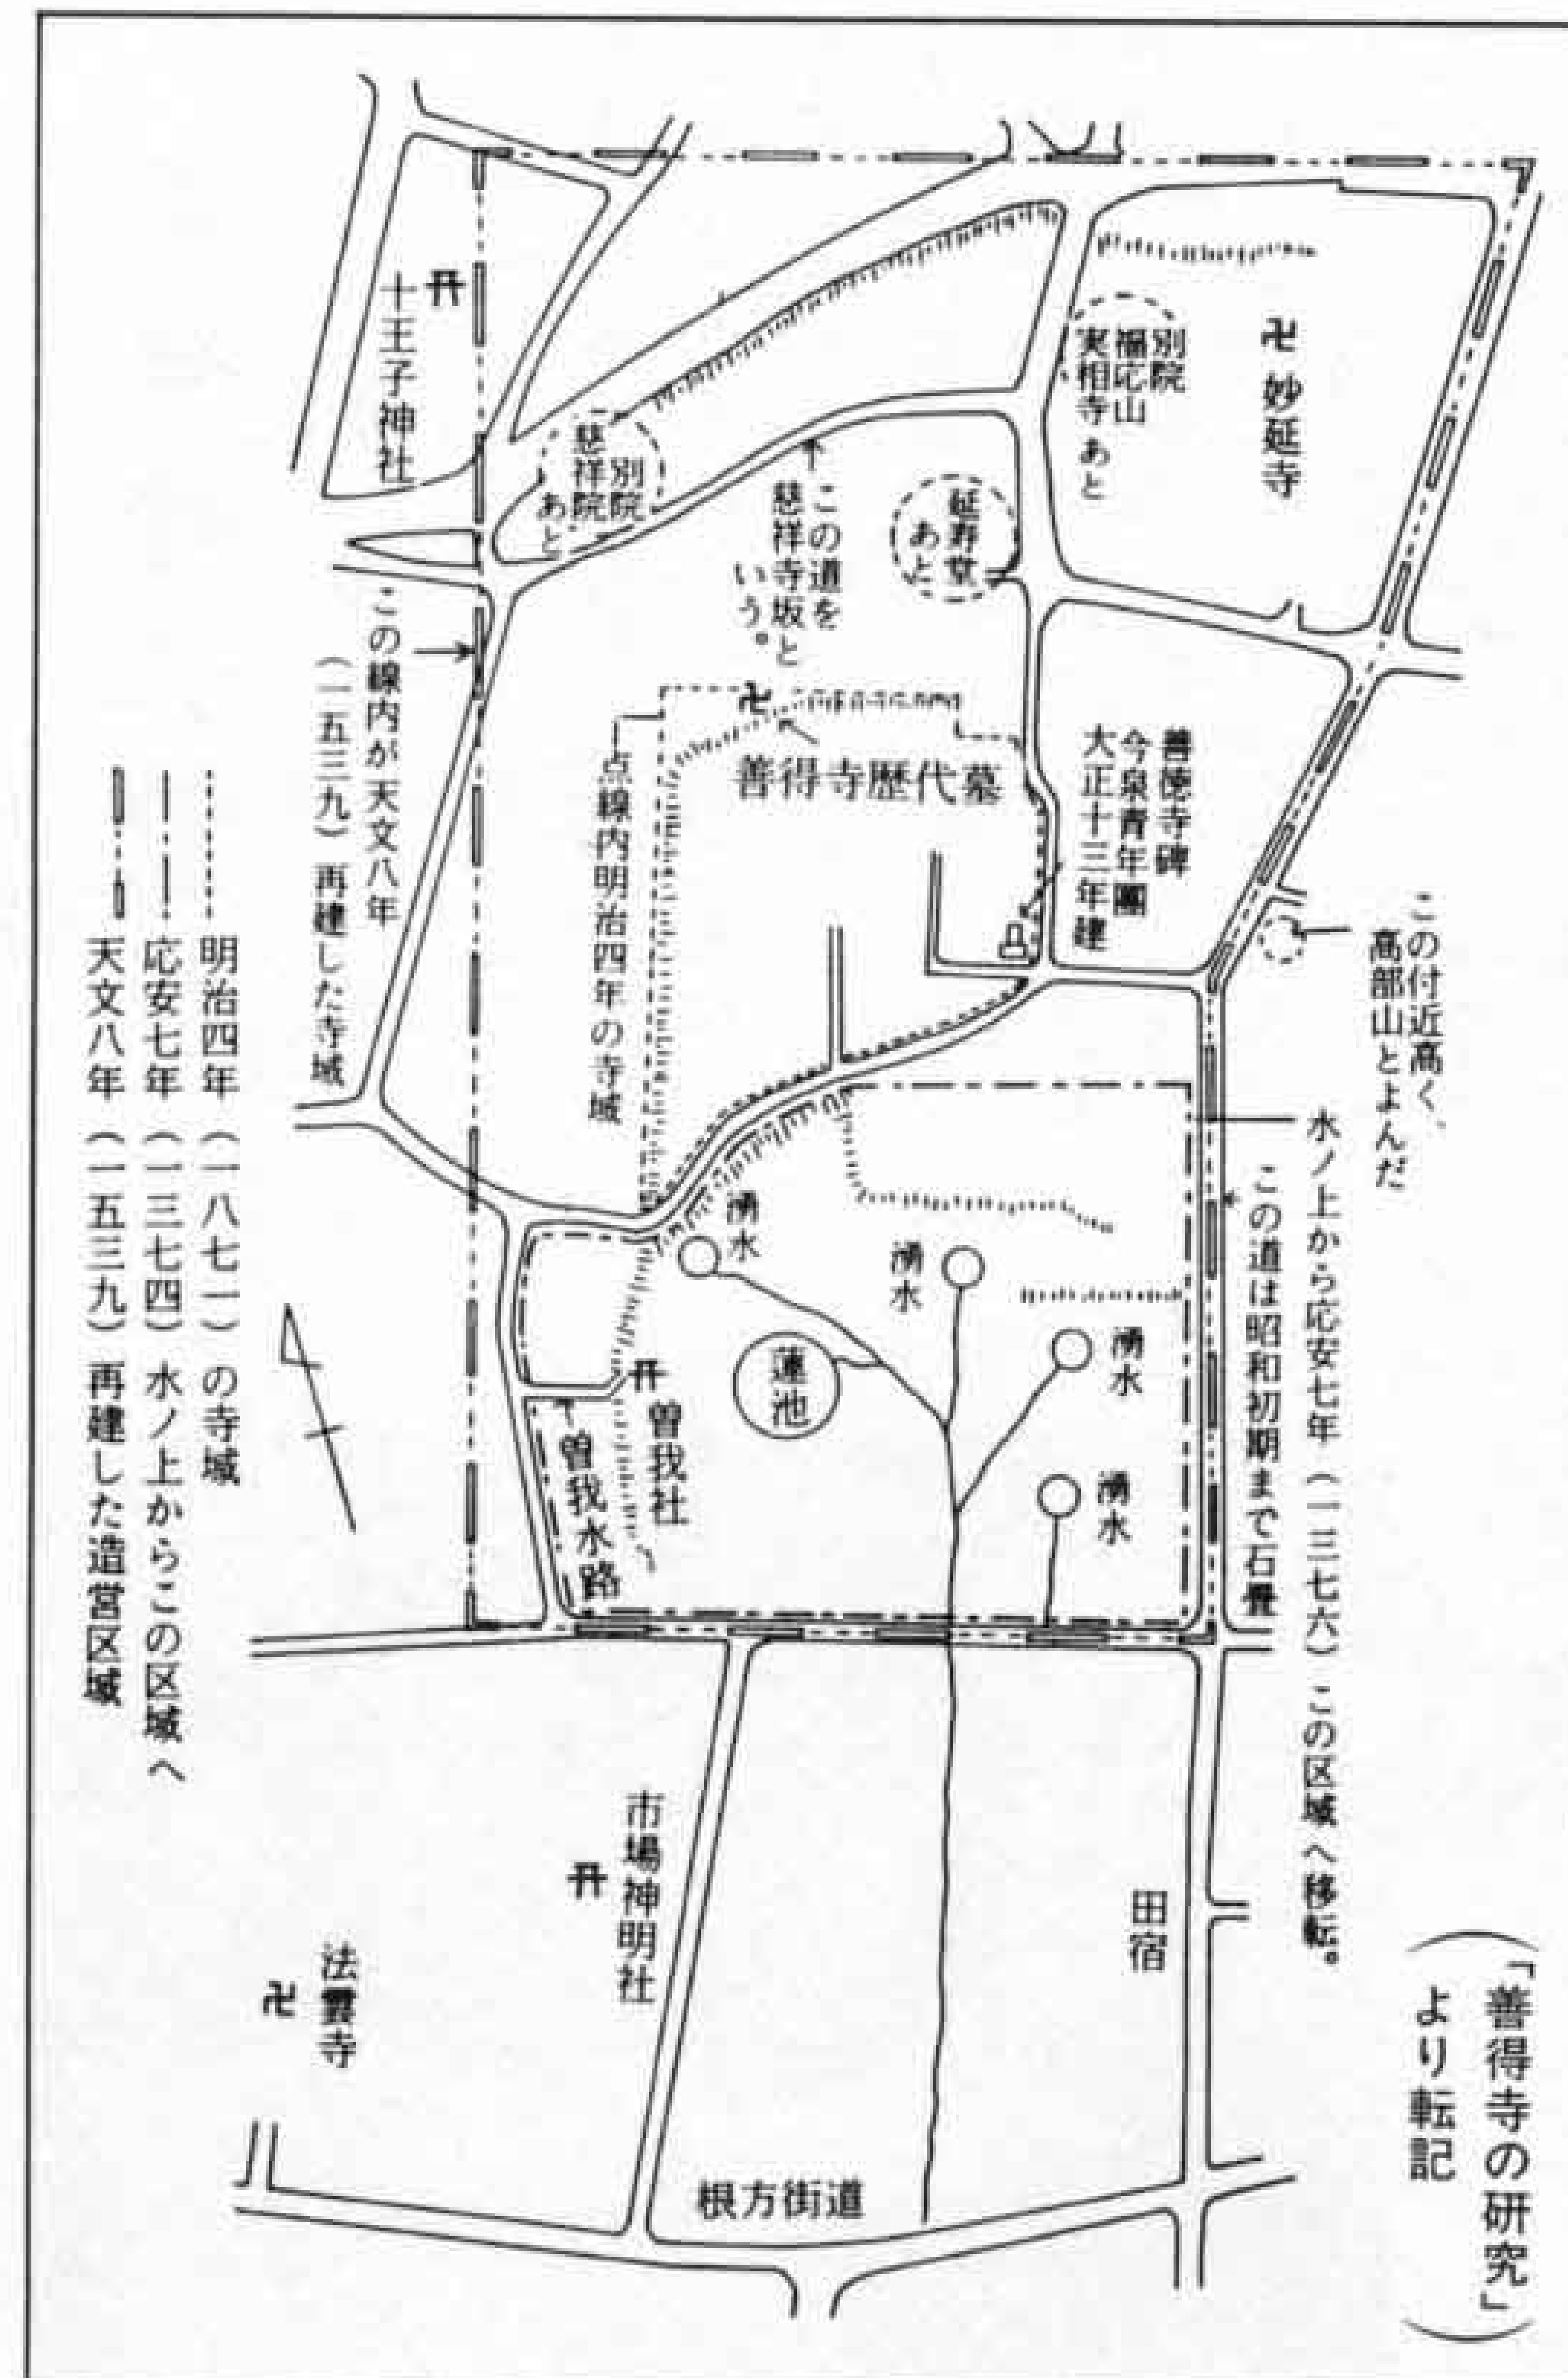 「善得寺の研究」
より転記
卍 妙延寺
別院
福応山
実相寺あと
十王子神社
別院
慈祥院
あと
この道を
慈祥寺坂と
いう。
延寿堂
あと
善徳寺碑
今泉青年團
大正十三年建
この付近高く、
高部山とよんだ
水ノ上から応安七年（一三七六）この区域へ移転。
この道は昭和初期まで石畳
卍
善得寺歴代墓
点線内明治四年の寺域
この線内が天文八年
（一五三九）再建した寺域
湧水
湧水
湧水
湧水
蓮池
曽我社
曽我水路
田宿
市場神明社
法雲寺
卍
根方街道
明治四年（一八七一）の寺域
応安七年（一三七四）水ノ上からこの区域へ
天文八年（一五三九）再建した造営区域